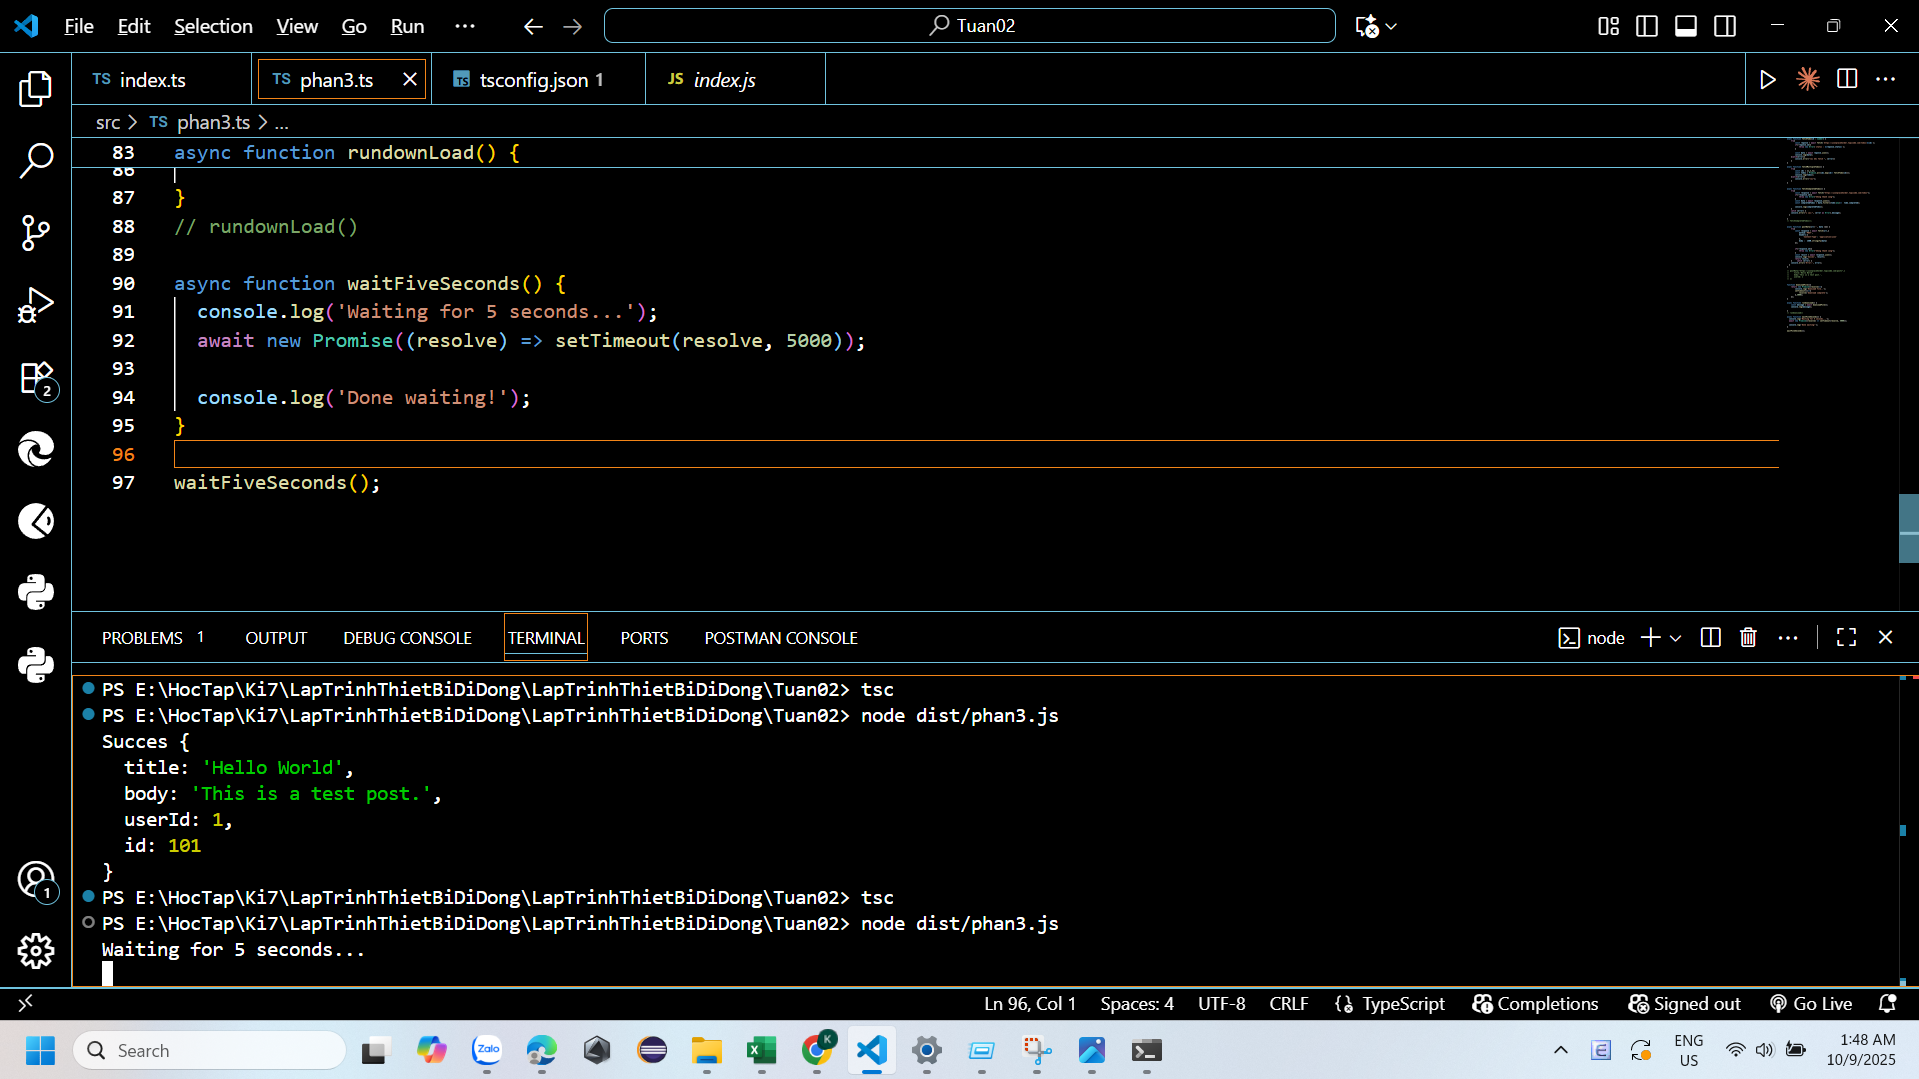 File Edit Selection View Go Run ··· Tuan02
TS index.ts TS phan3.ts tsconfig.json 1 JS index.js
src > TS phan3.ts > ...
83 async function rundownLoad() {
86
87 }
88 // rundownLoad()
89
90 async function waitFiveSeconds() {
91 console.log('Waiting for 5 seconds...');
92 await new Promise((resolve) => setTimeout(resolve, 5000));
93
94 console.log('Done waiting!');
95 }
96
97 waitFiveSeconds();
2
1
PROBLEMS 1 OUTPUT DEBUG CONSOLE TERMINAL PORTS POSTMAN CONSOLE node
PS E:\HocTap\Ki7\LapTrinhThietBiDiDong\LapTrinhThietBiDiDong\Tuan02> tsc
PS E:\HocTap\Ki7\LapTrinhThietBiDiDong\LapTrinhThietBiDiDong\Tuan02> node dist/phan3.js
Succes {
title: 'Hello World',
body: 'This is a test post.',
userId: 1,
id: 101
}
PS E:\HocTap\Ki7\LapTrinhThietBiDiDong\LapTrinhThietBiDiDong\Tuan02> tsc
PS E:\HocTap\Ki7\LapTrinhThietBiDiDong\LapTrinhThietBiDiDong\Tuan02> node dist/phan3.js
Waiting for 5 seconds...
Ln 96, Col 1 Spaces: 4 UTF-8 CRLF TypeScript Completions Signed out Go Live
Search Zalo K ENG 1:48 AM
US 10/9/2025